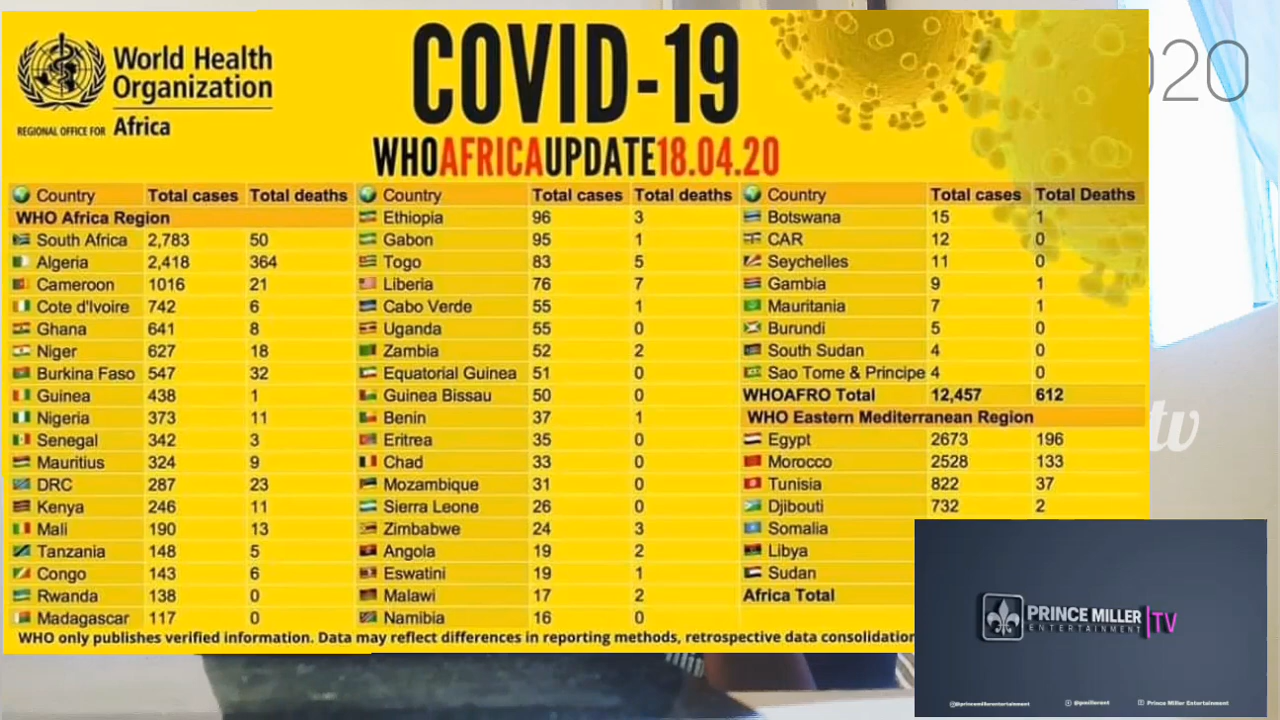 World Health
Organization
REGIONAL OFFICE FOR Africa
COVID-19
WHOAFRICAUPDATE18.04.20
020
Country Total cases Total deaths Country Total cases Total deaths Country Total cases Total Deaths
WHO Africa Region Ethiopia 96 3 Botswana 15 1
South Africa 2,783 50 Gabon 95 1 CAR 12 0
Algeria 2,418 364 Togo 83 5 Seychelles 11 0
Cameroon 1016 21 Liberia 76 7 Gambia 9 1
Cote d'Ivoire 742 6 Cabo Verde 55 1 Mauritania 7 1
Ghana 641 8 Uganda 55 0 Burundi 5 0
Niger 627 18 Zambia 52 2 South Sudan 4 0
Burkina Faso 547 32 Equatorial Guinea 51 0 Sao Tome & Principe 4 0
Guinea 438 1 Guinea Bissau 50 0 WHOAFRO Total 12,457 612
Nigeria 373 11 Benin 37 1 WHO Eastern Mediterranean Region
Senegal 342 3 Eritrea 35 0 Egypt 2673 196
Mauritius 324 9 Chad 33 0 Morocco 2528 133
DRC 287 23 Mozambique 31 0 Tunisia 822 37
Kenya 246 11 Sierra Leone 26 0 Djibouti 732 2
Mali 190 13 Zimbabwe 24 3 Somalia
Tanzania 148 5 Angola 19 2 Libya
Congo 143 6 Eswatini 19 1 Sudan
Rwanda 138 0 Malawi 17 2 Africa Total
Madagascar 117 0 Namibia 16 0
WHO only publishes verified information. Data may reflect differences in reporting methods, retrospective data consolidation
tv
PRINCE MILLER TV
ENTERTAINMENT
@princemillerentertainment @pmillerent Prince Miller Entertainment